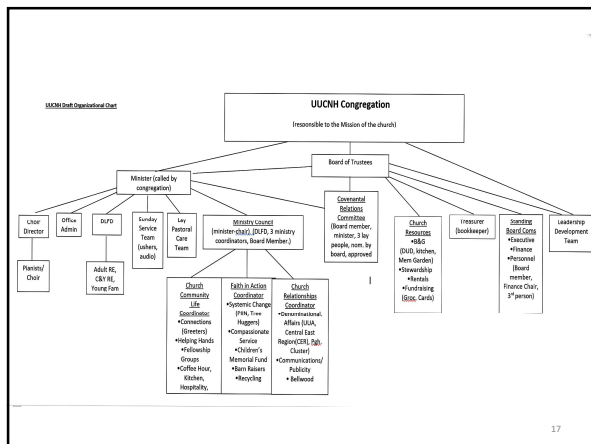 UUCNH Draft Organizational Chart
UUCNH Congregation
(responsible to the Mission of the church)
Minister (called by
congregation)
Board of Trustees
Choir
Director
Office
Admin
DLFD
Sunday
Service
Team
(ushers,
audio)
Lay
Pastoral
Care
Team
Ministry Council
(minister-chair) (DLFD, 3 ministry
coordinators, Board Member.)
Covenantal
Relations
Committee
(Board member,
minister, 3 lay
people, nom. by
board, approved
Church
Resources
•B&G
(DUD, kitchen,
Mem Garden)
•Stewardship
•Rentals
•Fundraising
(Groc. Cards)
Treasurer
(bookkeeper)
Standing
Board Coms
•Executive
•Finance
•Personnel
(Board
member,
Finance Chair,
3rd person)
Leadership
Development
Team
Pianists/
Choir
Adult RE,
C&Y RE,
Young Fam
Church
Community
Life
Coordinator
•Connections
(Greeters)
•Helping Hands
•Fellowship
Groups
•Coffee Hour,
Kitchen,
Hospitality,
Faith in Action
Coordinator
•Systemic Change
(PIIN, Tree
Huggers)
•Compassionate
Service
•Children's
Memorial Fund
•Barn Raisers
•Recycling
Church
Relationships
Coordinator
•Denominational
Affairs (UUA,
Central East
Region(CER), Pgh.
Cluster)
•Communications/
Publicity
•Bellwood
17